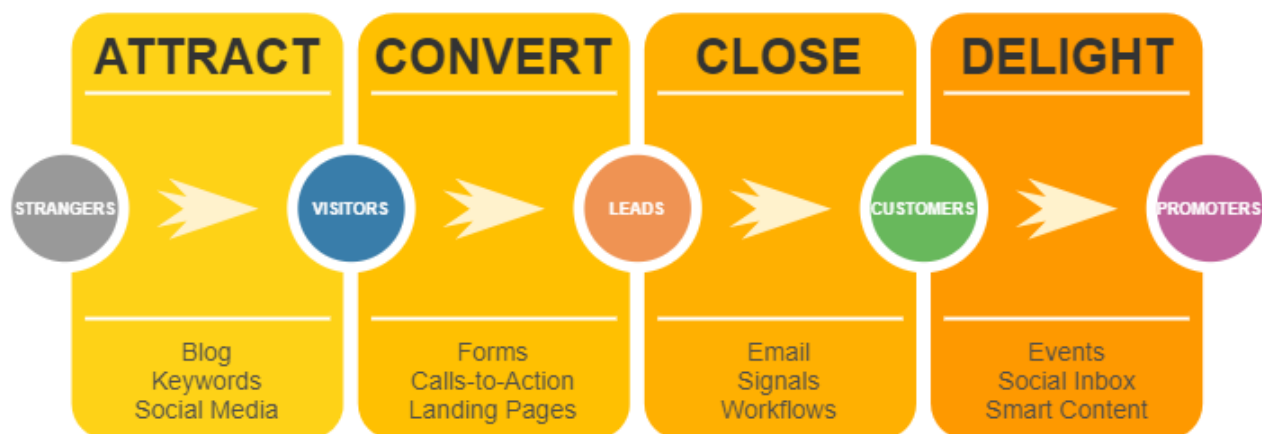 ATTRACT
CONVERT
CLOSE
DELIGHT
STRANGERS
VISITORS
LEADS
CUSTOMERS
PROMOTERS
Blog
Keywords
Social Media
Forms
Calls-to-Action
Landing Pages
Email
Signals
Workflows
Events
Social Inbox
Smart Content